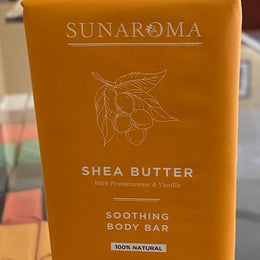 SUNAROMA
SHEA BUTTER
With Frankincense & Vanilla
SOOTHING
BODY BAR
100% NATURAL